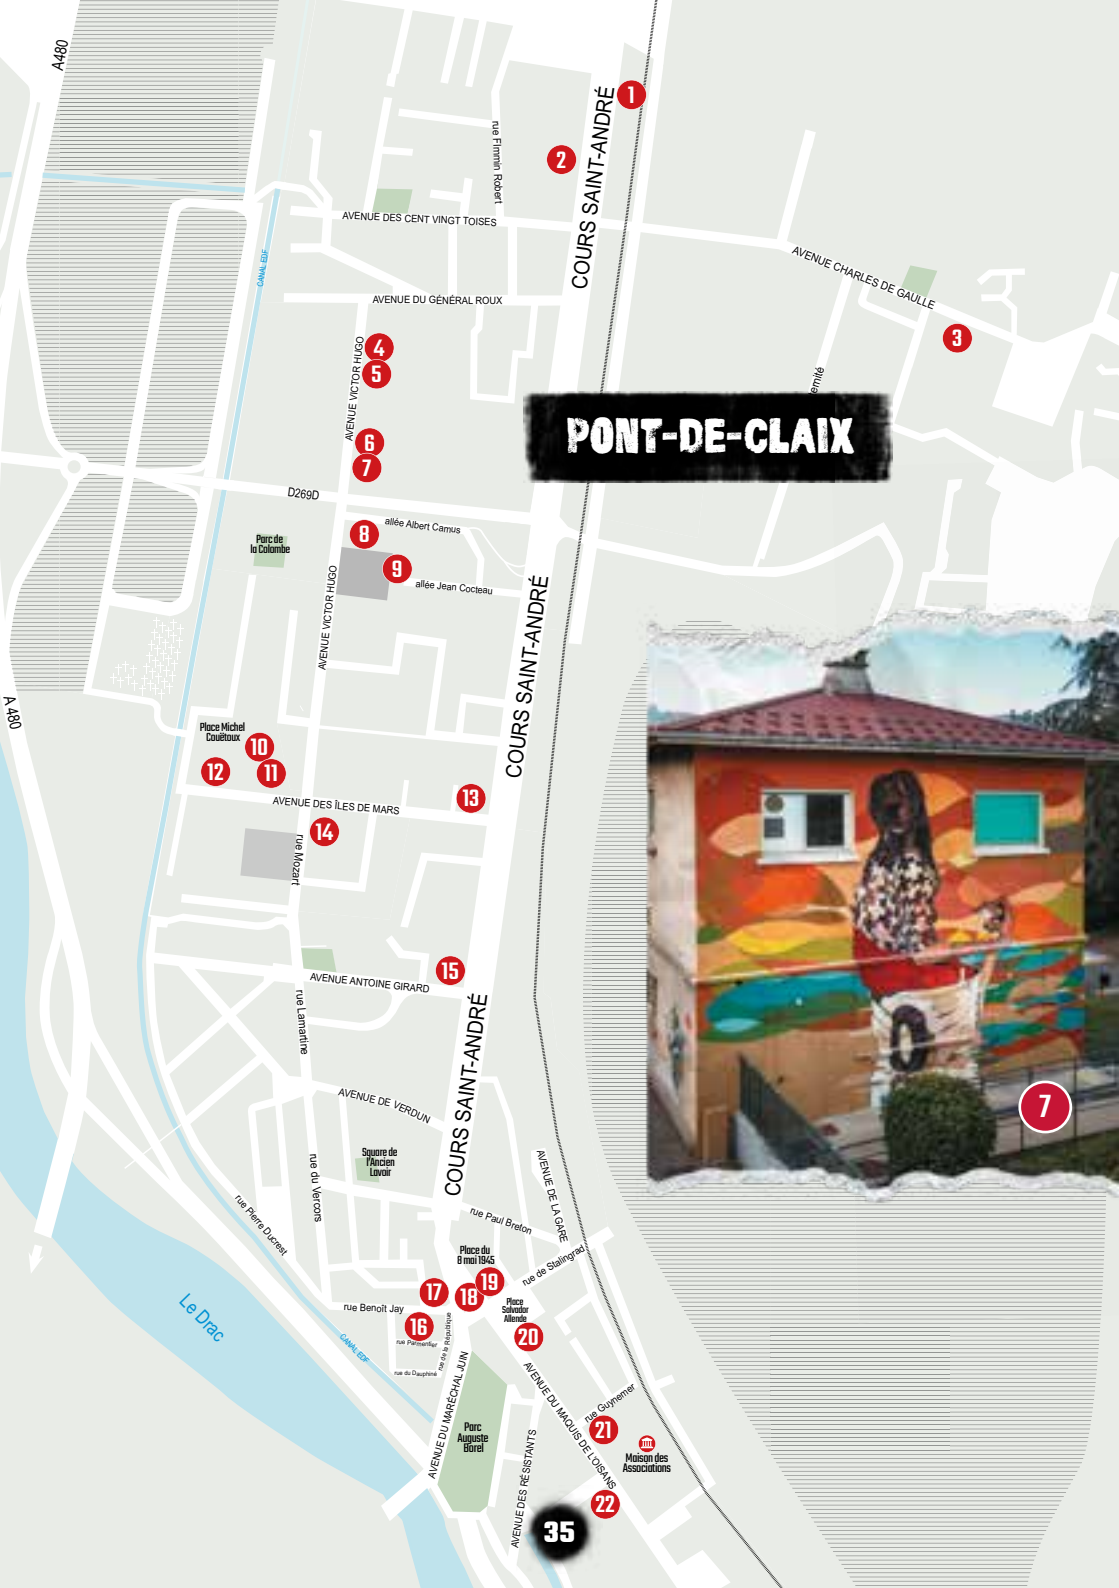 A480
1
COURS SAINT-ANDRÉ
rue FImmin Robert
2
AVENUE DES CENT VINGT TOISES
CANAL EDF
AVENUE CHARLES DE GAULLE
AVENUE DU GÉNÉRAL ROUX
3
4
AVENUE VICTOR HUGO
5
PONT-DE-CLAIX
6
7
D269D
allée Albert Camus
8
Parc de
la Colombe
9
allée Jean Cocteau
AVENUE VICTOR HUGO
COURS SAINT-ANDRÉ
A 480
Place Michel
Couëtoux
10
12
11
13
AVENUE DES ÎLES DE MARS
14
rue Mozart
15
AVENUE ANTOINE GIRARD
rue Lamartine
COURS SAINT-ANDRÉ
7
AVENUE DE VERDUN
Square de
l'Ancien
Lavoir
rue du Vercors
AVENUE DE LA GARE
rue Pierre Ducrest
rue Paul Breton
Place du
8 mai 1945
rue de Stalingrad
19
17
18
Place
Salvador
Allende
Le Drac
rue Benoît Jay
16
20
rue Parmentier
rue de la République
CANAL EDF
rue du Dauphiné
AVENUE DU MARÉCHAL JUIN
AVENUE DU MAQUIS DE L'OISANS
rue Guynemer
Parc
Auguste
Borel
21
Maison des
Associations
AVENUE DES RÉSISTANTS
22
35